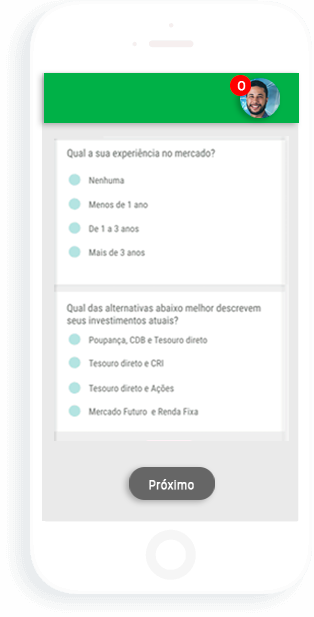 0
Qual a sua experiência no mercado?
Nenhuma
Menos de 1 ano
De 1 a 3 anos
Mais de 3 anos
Qual das alternativas abaixo melhor descrevem
seus investimentos atuais?
Poupança, CDB e Tesouro direto
Tesouro direto e CRI
Tesouro direto e Ações
Mercado Futuro e Renda Fixa
Próximo